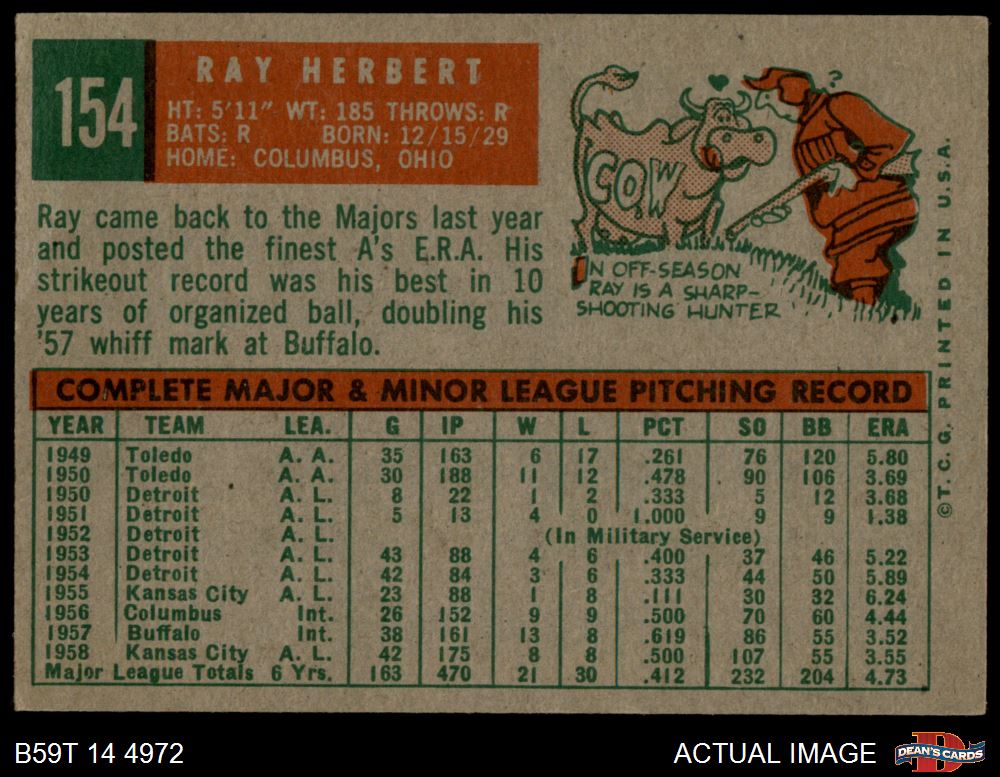 154
RAY HERBERT
HT: 5'11" WT: 185 THROWS: R
BATS: R BORN: 12/15/29
HOME: COLUMBUS, OHIO
Ray came back to the Majors last year
and posted the finest A's E.R.A. His
strikeout record was his best in 10
years of organized ball, doubling his
'57 whiff mark at Buffalo.
?
COW
IN OFF-SEASON
RAY IS A SHARP-
SHOOTING HUNTER
©T.C.G. PRINTED IN U.S.A.
COMPLETE MAJOR & MINOR LEAGUE PITCHING RECORD
YEAR TEAM LEA. G IP W L PCT SO BB ERA
1949 Toledo A. A. 35 163 6 17 .261 76 120 5.80
1950 Toledo A. A. 30 188 11 12 .478 90 106 3.69
1950 Detroit A. L. 8 22 1 2 .333 5 12 3.68
1951 Detroit A. L. 5 13 4 0 1.000 9 9 1.38
1952 Detroit A. L. (In Military Service)
1953 Detroit A. L. 43 88 4 6 .400 37 46 5.22
1954 Detroit A. L. 42 84 3 6 .333 44 50 5.89
1955 Kansas City A. L. 23 88 1 8 .111 30 32 6.24
1956 Columbus Int. 26 152 9 9 .500 70 60 4.44
1957 Buffalo Int. 38 161 13 8 .619 86 55 3.52
1958 Kansas City A. L. 42 175 8 8 .500 107 55 3.55
Major League Totals 6 Yrs. 163 470 21 30 .412 232 204 4.73
B59T 14 4972
ACTUAL IMAGE
D
DEAN'S CARDS